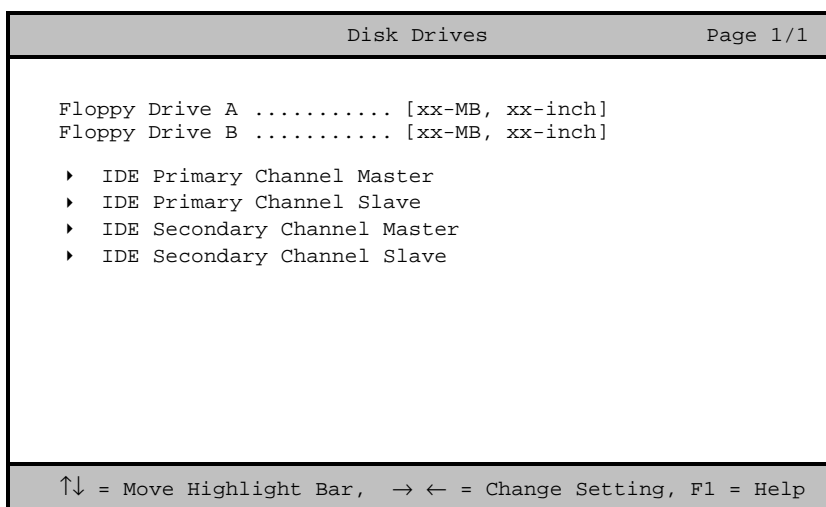 Disk Drives Page 1/1
Floppy Drive A ........... [xx-MB, xx-inch]
Floppy Drive B ........... [xx-MB, xx-inch]
IDE Primary Channel Master
IDE Primary Channel Slave
IDE Secondary Channel Master
IDE Secondary Channel Slave
↑↓ = Move Highlight Bar, → ← = Change Setting, F1 = Help